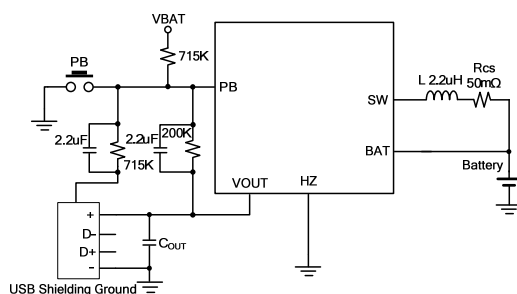 VBAT
PB
715K
PB
2.2uF
2.2uF
200K
715K
SW
L 2.2uH
Rcs
50mΩ
BAT
Battery
VOUT
HZ
+
D-
D+
-
COUT
USB Shielding Ground